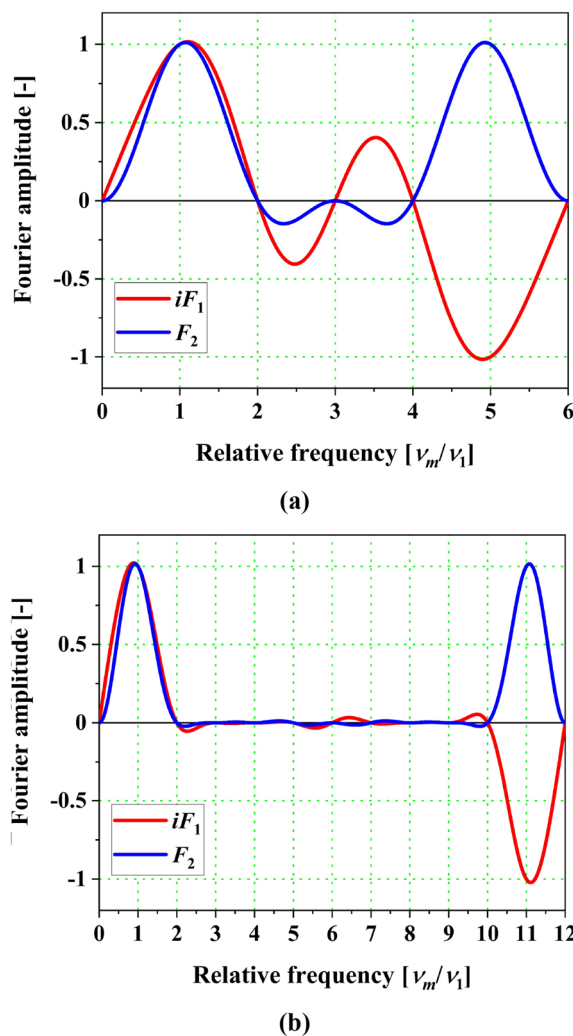 1
0.5
0
-0.5
-1
Fourier amplitude [-]
iF₁
F₂
0 1 2 3 4 5 6
Relative frequency [νₘ/ν₁]
(a)
1
0.5
0
-0.5
-1
Fourier amplitude [-]
iF₁
F₂
0 1 2 3 4 5 6 7 8 9 10 11 12
Relative frequency [νₘ/ν₁]
(b)